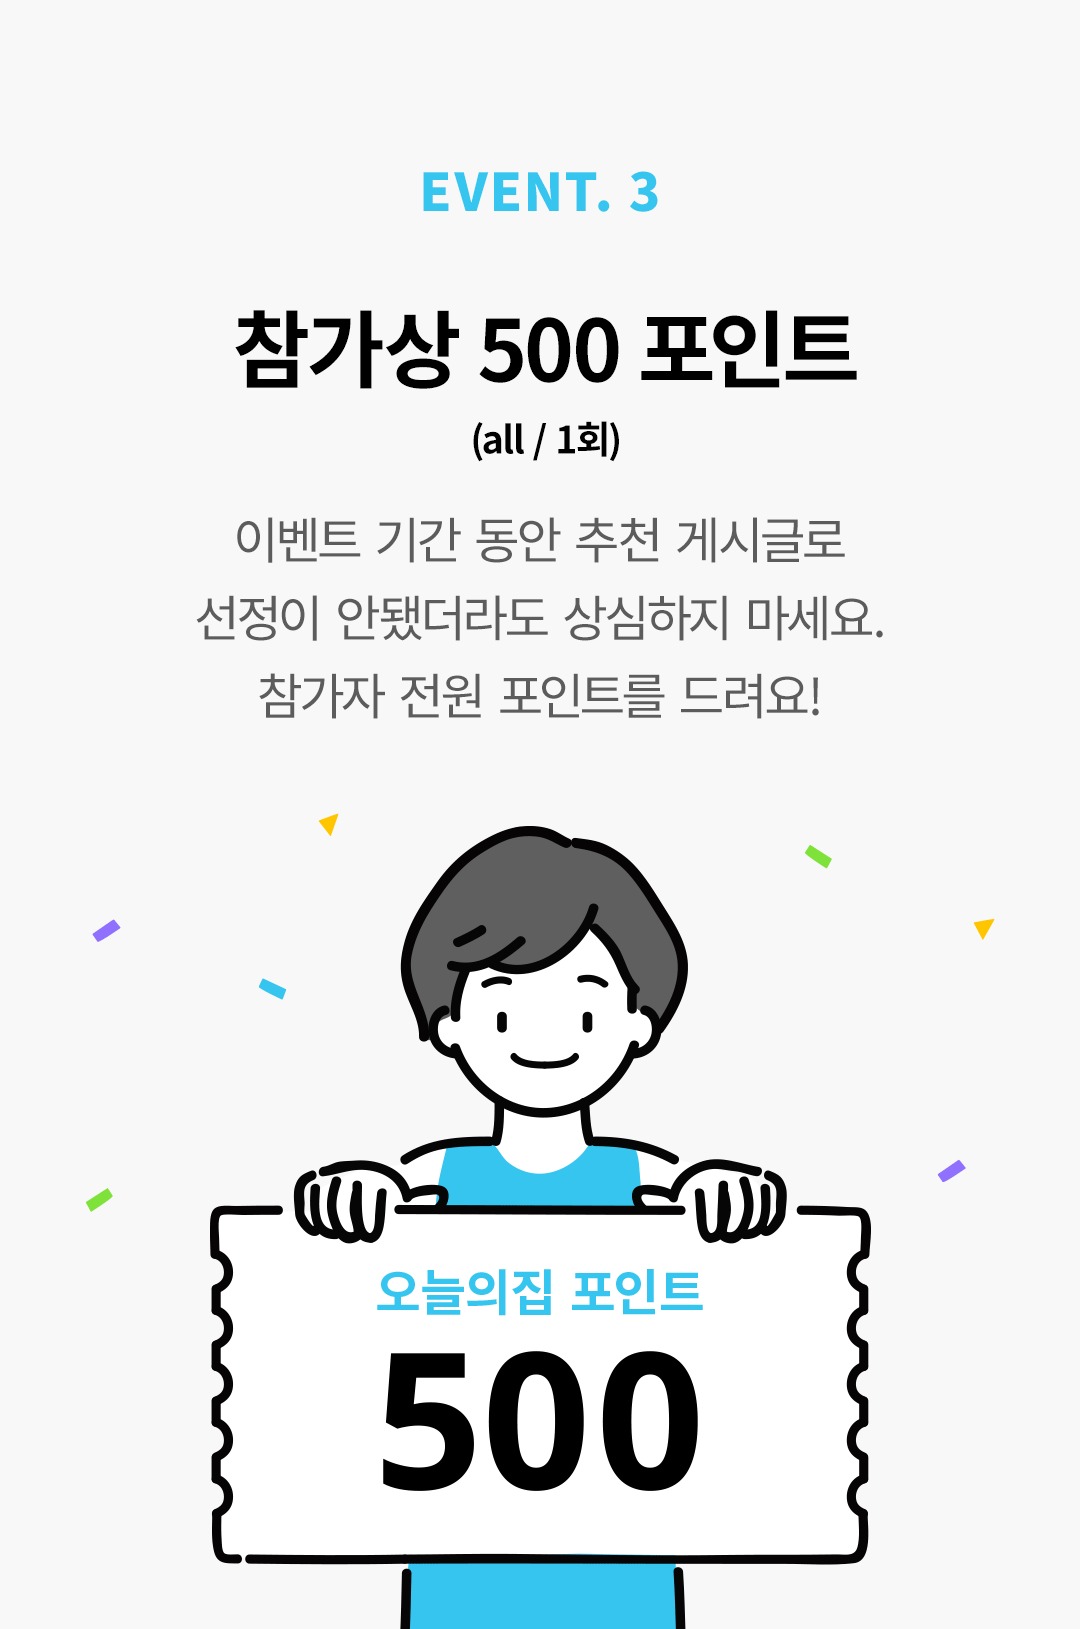 EVENT. 3
참가상 500 포인트
(all / 1회)
이벤트 기간 동안 추천 게시글로
선정이 안됐더라도 상심하지 마세요.
참가자 전원 포인트를 드려요!
오늘의집 포인트
500